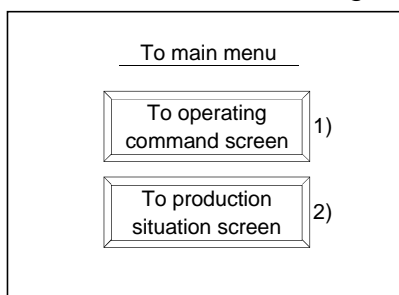 To main menu
To operating
command screen
1)
To production
situation screen
2)